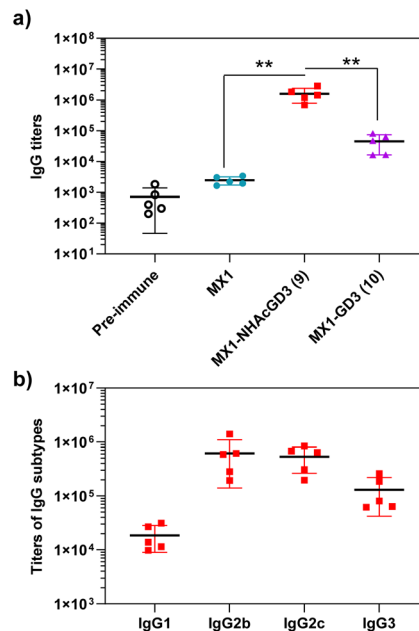 a)
**
**
1×10^8
1×10^7
1×10^6
1×10^5
1×10^4
1×10^3
1×10^2
1×10^1
IgG titers
Pre-immune
MX1
MX1-NHAcGD3 (9)
MX1-GD3 (10)
b)
1×10^7
1×10^6
1×10^5
1×10^4
1×10^3
Titers of IgG subtypes
IgG1 IgG2b IgG2c IgG3